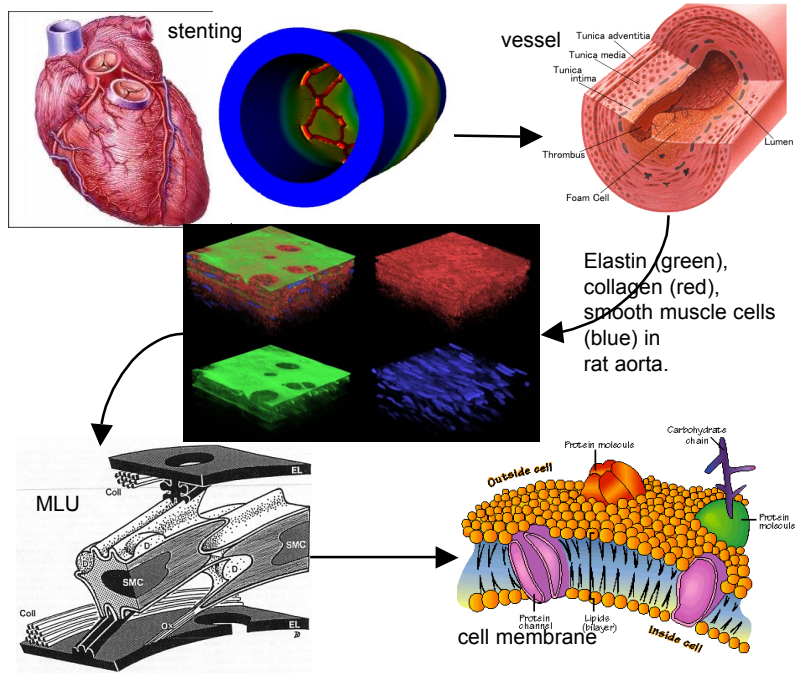 stenting
vessel
Tunica adventitia
Tunica media
Tunica
intima
Thrombus
Lumen
Foam Cell
Elastin (green),
collagen (red),
smooth muscle cells
(blue) in
rat aorta.
MLU
Coll
EL
D
D
D
SMC
SMC
Coll
Ox
EL
Carbohydrate
chain
Protein molecule
Outside cell
Protein
molecule
Protein
channel
Lipids
(bilayer)
Inside cell
cell membrane